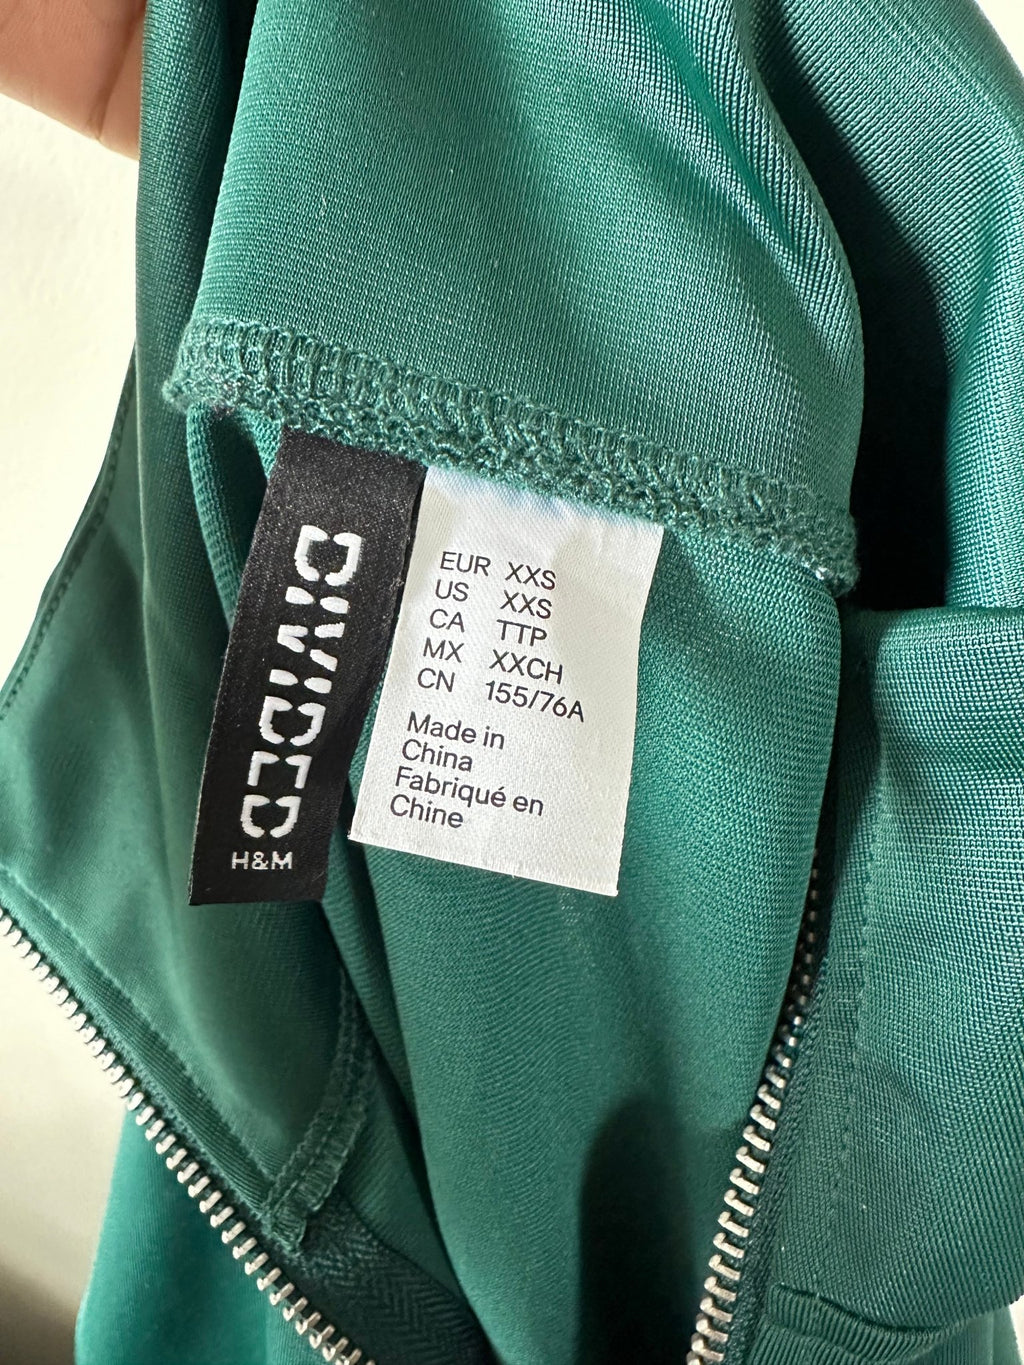 DIVIDED
H&M
EUR XXS
US XXS
CA TTP
MX XXCH
CN 155/76A
Made in
China
Fabriqué en
Chine